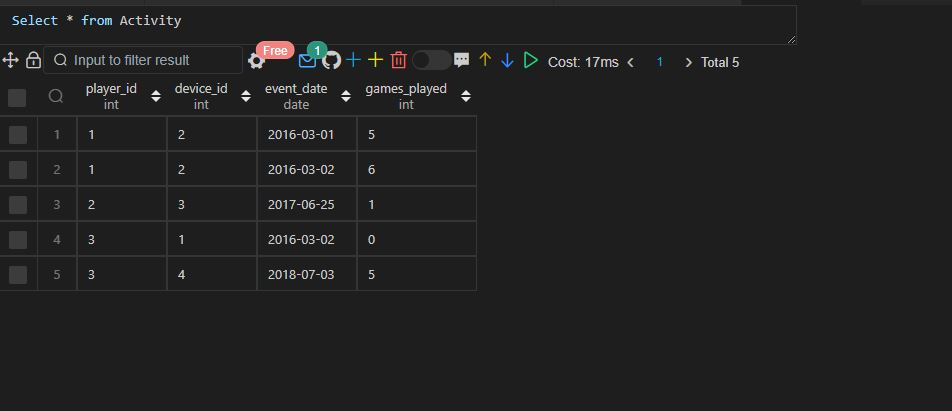 Select * from Activity
Input to filter result Free 1 Cost: 17ms 1 Total 5
player_id device_id event_date games_played
int int date int
1 1 2 2016-03-01 5
2 1 2 2016-03-02 6
3 2 3 2017-06-25 1
4 3 1 2016-03-02 0
5 3 4 2018-07-03 5